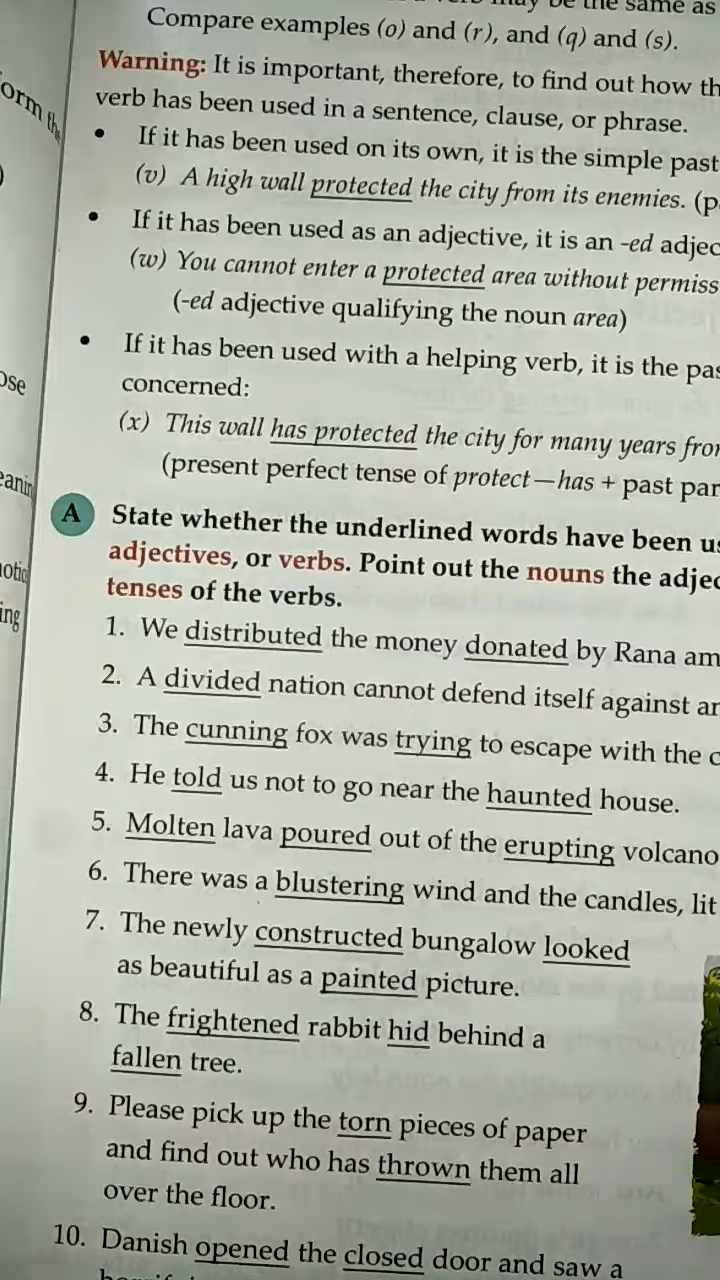 be the same as
Compare examples (o) and (r), and (q) and (s).
Warning: It is important, therefore, to find out how th
verb has been used in a sentence, clause, or phrase.
• If it has been used on its own, it is the simple past
(v) A high wall protected the city from its enemies. (p
• If it has been used as an adjective, it is an -ed adjec
(w) You cannot enter a protected area without permiss
(-ed adjective qualifying the noun area)
• If it has been used with a helping verb, it is the pas
concerned:
(x) This wall has protected the city for many years fro
(present perfect tense of protect—has + past par
A State whether the underlined words have been us
adjectives, or verbs. Point out the nouns the adjec
tenses of the verbs.
1. We distributed the money donated by Rana am
2. A divided nation cannot defend itself against an
3. The cunning fox was trying to escape with the c
4. He told us not to go near the haunted house.
5. Molten lava poured out of the erupting volcano
6. There was a blustering wind and the candles, lit
7. The newly constructed bungalow looked
as beautiful as a painted picture.
8. The frightened rabbit hid behind a
fallen tree.
9. Please pick up the torn pieces of paper
and find out who has thrown them all
over the floor.
10. Danish opened the closed door and saw a